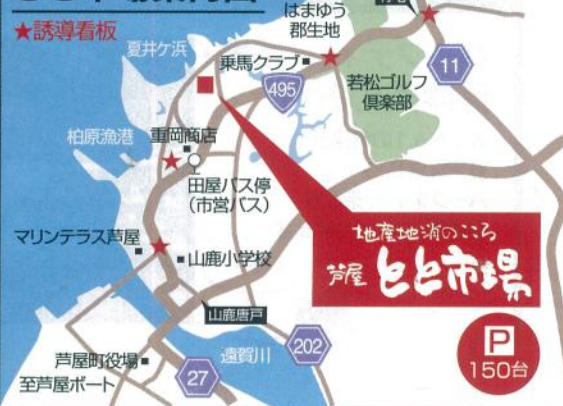 ★誘導看板
はまゆう
群生地
夏井ケ浜
乗馬クラブ
11
495
若松ゴルフ
倶楽部
柏原漁港
重岡商店
田屋バス停
(市営バス)
地産地消のこころ
芦屋 とと市場
マリンテラス芦屋
山鹿小学校
山鹿唐戸
P
150台
芦屋町役場
遠賀川
202
至芦屋ボート
27